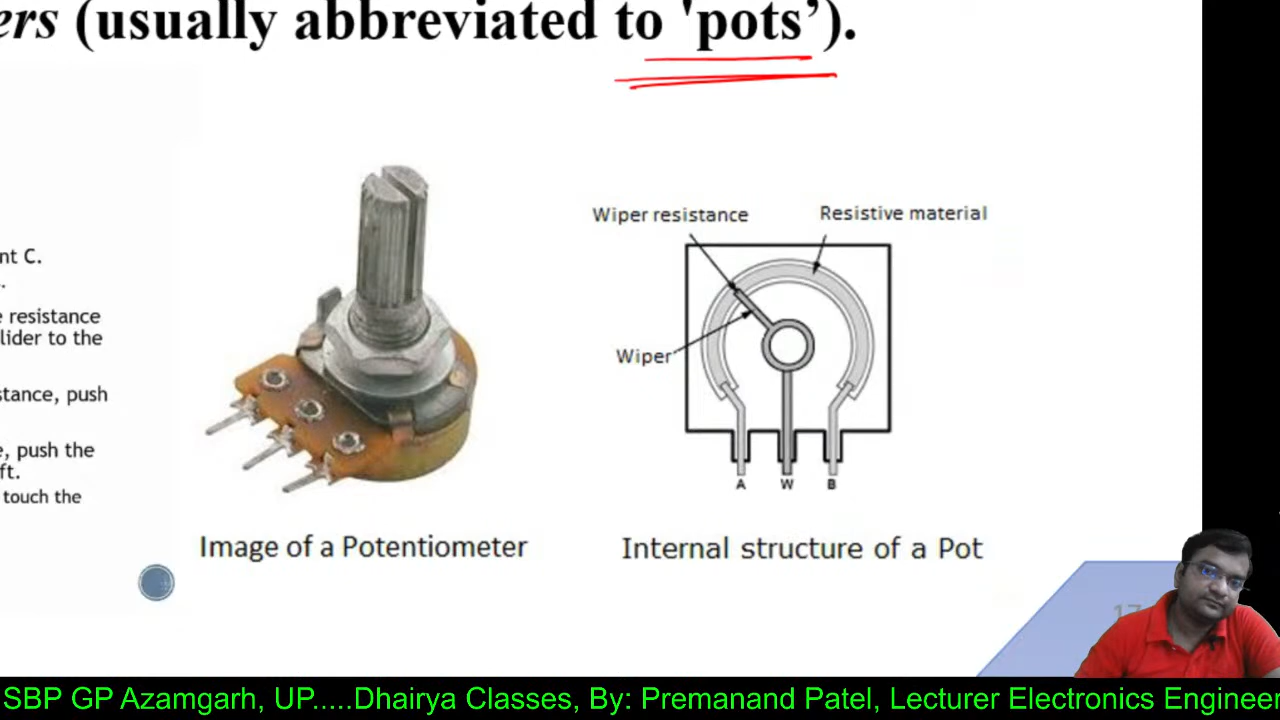 ers (usually abbreviated to 'pots’).
nt C.
resistance
lider to the
stance, push
, push the
ft.
touch the
Wiper resistance
Resistive material
Wiper
A W B
Image of a Potentiometer
Internal structure of a Pot
17
SBP GP Azamgarh, UP.....Dhairya Classes, By: Premanand Patel, Lecturer Electronics Engineer